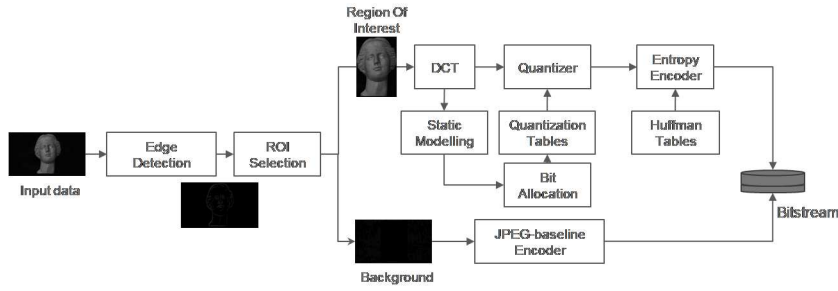 Region Of
Interest
DCT
Quantizer
Entropy
Encoder
Static
Modelling
Quantization
Tables
Huffman
Tables
Edge
Detection
ROI
Selection
Input data
Bit
Allocation
Bitstream
JPEG-baseline
Encoder
Background